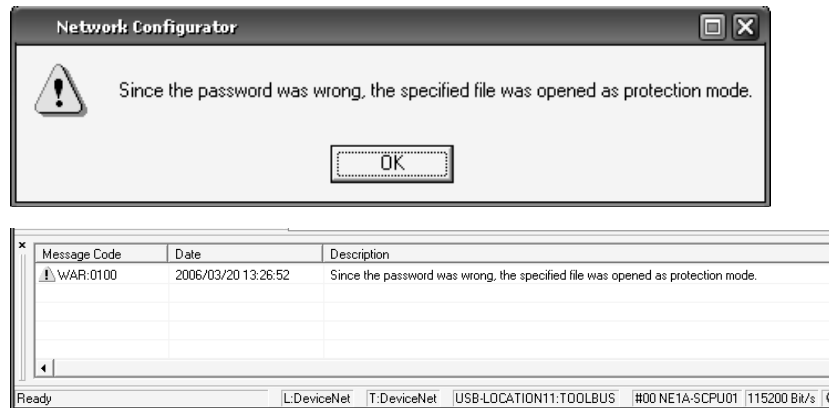 Network Configurator
Since the password was wrong, the specified file was opened as protection mode.
OK
Message Code Date Description
WAR:0100 2006/03/20 13:26:52 Since the password was wrong, the specified file was opened as protection mode.
Ready L:DeviceNet T:DeviceNet USB-LOCATION11:TOOLBUS #00 NE1A-SCPU01 115200 Bit/s